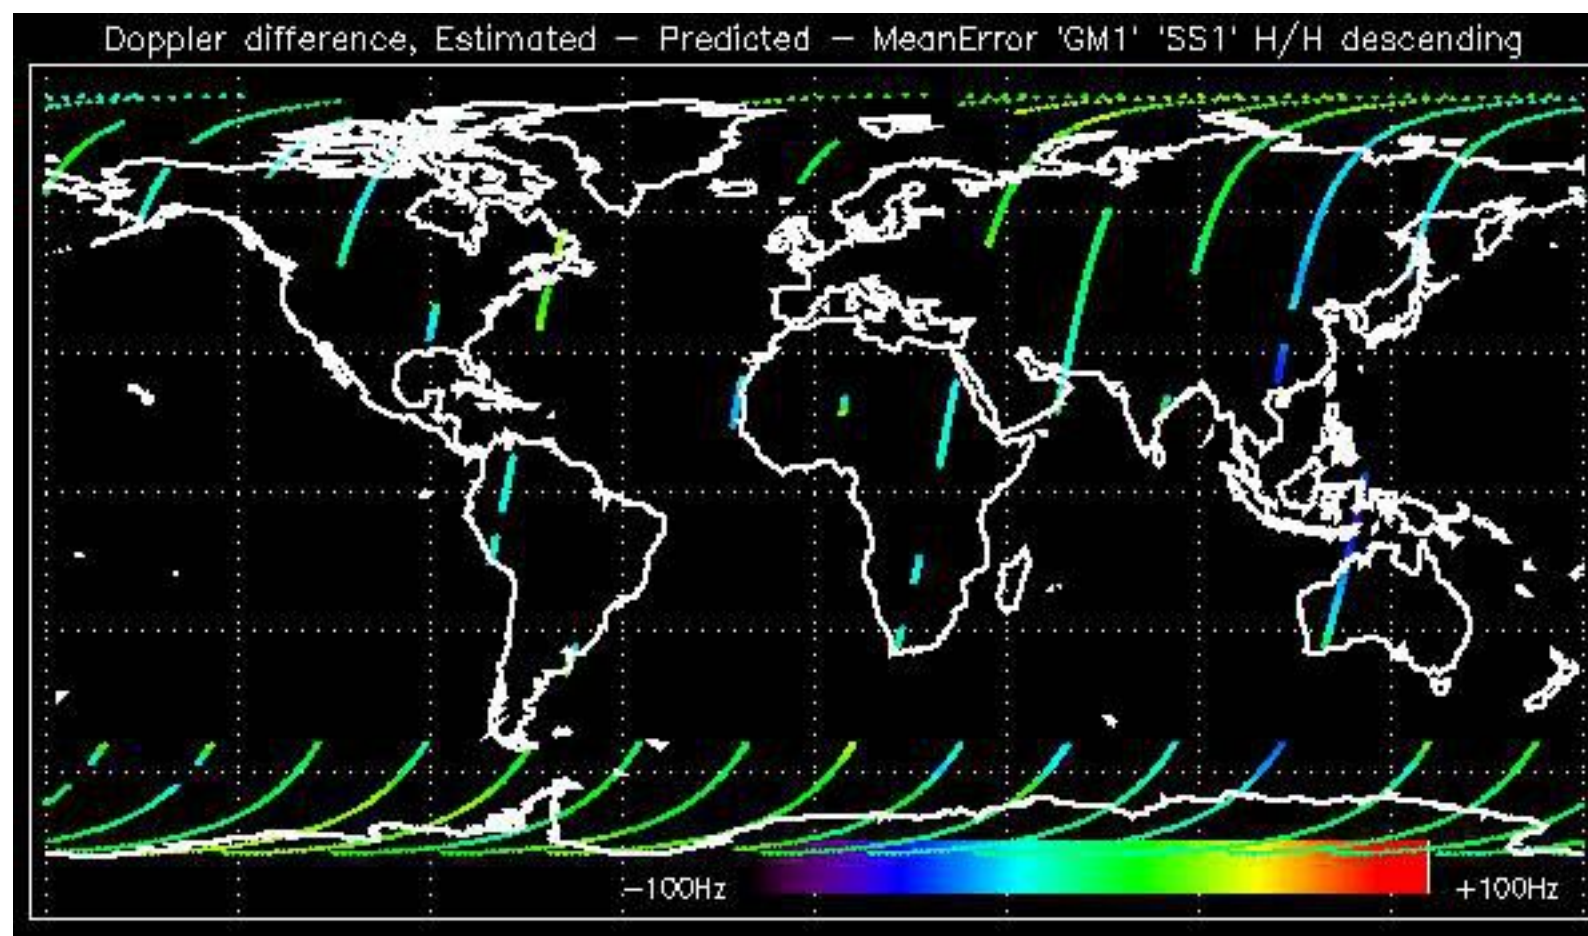 Doppler difference, Estimated – Predicted – MeanError 'GM1' 'SS1' H/H descending
–100Hz +100Hz